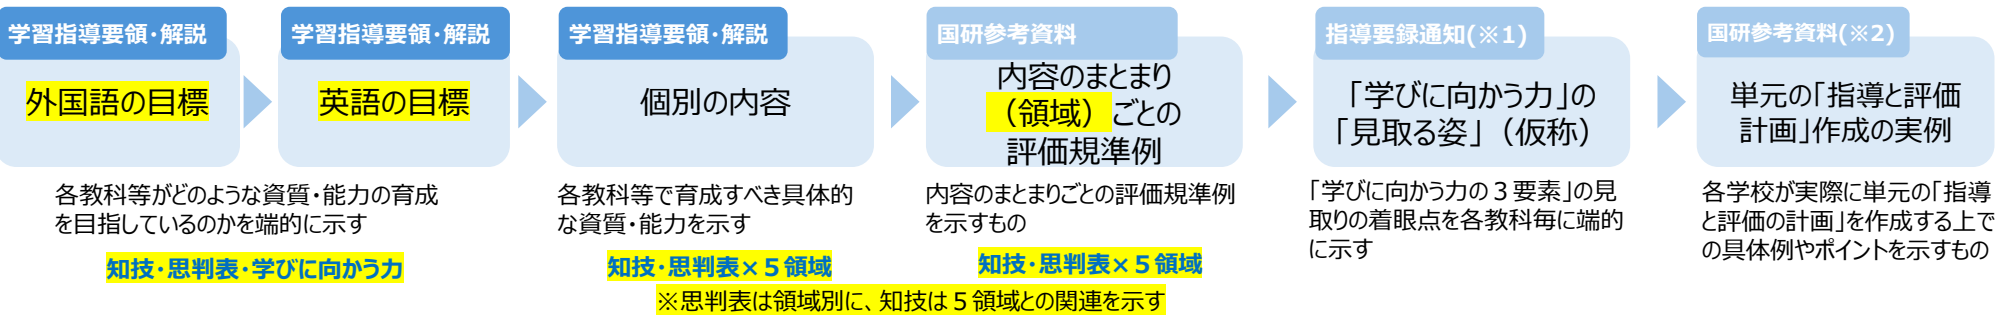 学習指導要領･解説
外国語の目標
学習指導要領･解説
英語の目標
各教科等がどのような資質･能力の育成
を目指しているのかを端的に示す
知技･思判表･学びに向かう力
学習指導要領･解説
個別の内容
各教科等で育成すべき具体的
な資質･能力を示す
知技･思判表×５領域
国研参考資料
内容のまとまり
（領域）ごとの
評価規準例
内容のまとまりごとの評価規準例
を示すもの
知技･思判表×５領域
※思判表は領域別に、知技は５領域との関連を示す
指導要録通知(※1)
「学びに向かう力」の
「見取る姿」（仮称）
「学びに向かう力の３要素」の見
取りの着眼点を各教科毎に端的
に示す
国研参考資料(※2)
単元の「指導と評価
計画」作成の実例
各学校が実際に単元の「指導
と評価の計画」を作成する上で
の具体例やポイントを示すもの